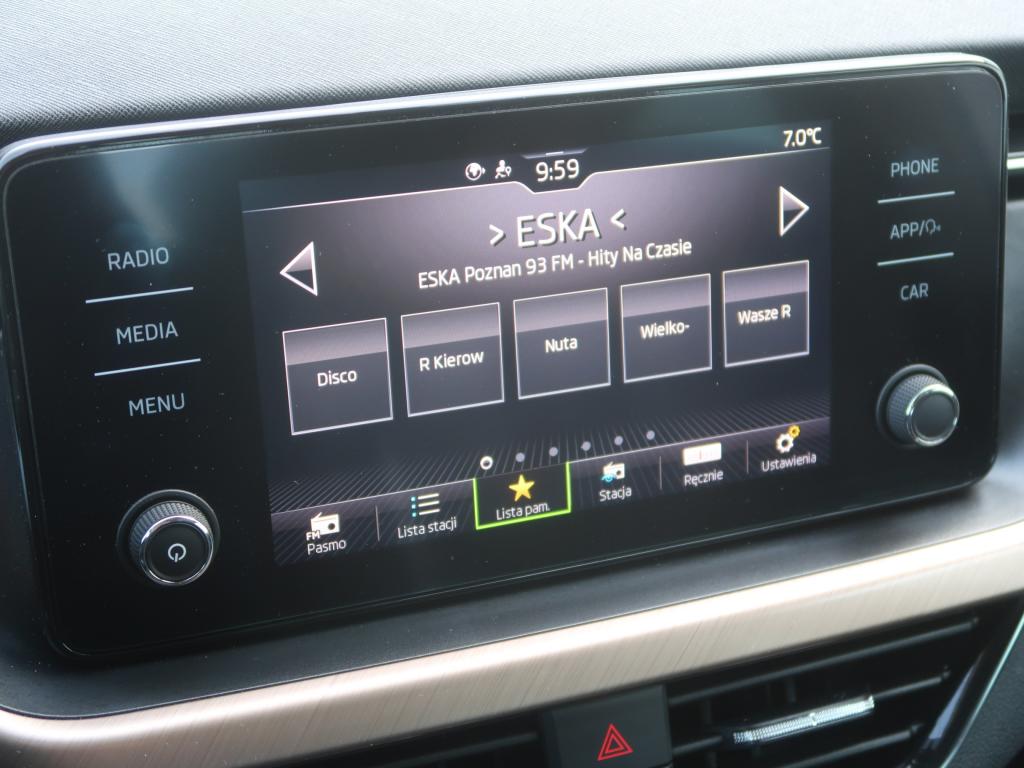 9:59
7.0°C
> ESKA <
ESKA Poznan 93 FM - Hity Na Czasie
Disco
R Kierow
Nuta
Wielko-
Wasze R
FM
Pasmo
Lista stacji
Lista pam.
Stacja
Ręcznie
Ustawienia
RADIO
MEDIA
MENU
PHONE
APP/
CAR